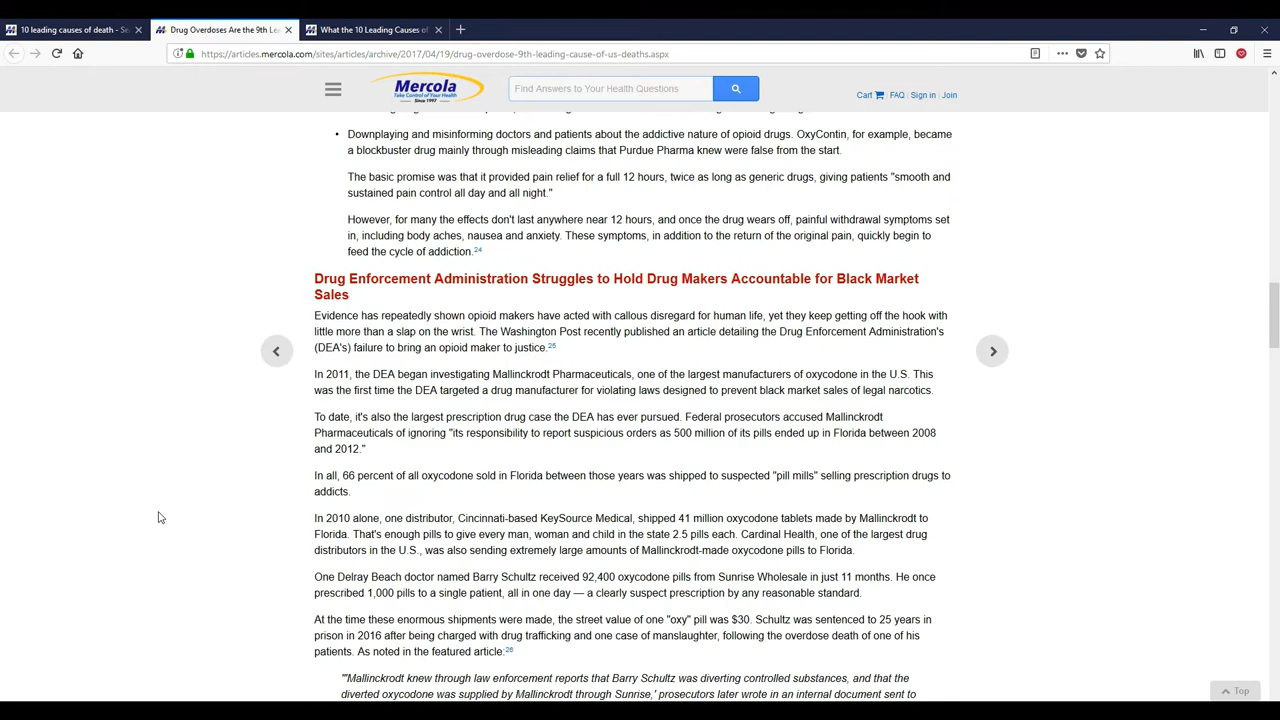 10 leading causes of death - Se
Drug Overdoses Are the 9th Le
What the 10 Leading Causes of
https://articles.mercola.com/sites/articles/archive/2017/04/19/drug-overdose-9th-leading-cause-of-us-deaths.aspx
Mercola
Take Control of Your Health
Since 1997
Find Answers to Your Health Questions
Cart FAQ | Sign in | Join
• Downplaying and misinforming doctors and patients about the addictive nature of opioid drugs. OxyContin, for example, became
a blockbuster drug mainly through misleading claims that Purdue Pharma knew were false from the start.
The basic promise was that it provided pain relief for a full 12 hours, twice as long as generic drugs, giving patients "smooth and
sustained pain control all day and all night."
However, for many the effects don't last anywhere near 12 hours, and once the drug wears off, painful withdrawal symptoms set
in, including body aches, nausea and anxiety. These symptoms, in addition to the return of the original pain, quickly begin to
feed the cycle of addiction.24
Drug Enforcement Administration Struggles to Hold Drug Makers Accountable for Black Market
Sales
Evidence has repeatedly shown opioid makers have acted with callous disregard for human life, yet they keep getting off the hook with
little more than a slap on the wrist. The Washington Post recently published an article detailing the Drug Enforcement Administration's
(DEA's) failure to bring an opioid maker to justice.25
In 2011, the DEA began investigating Mallinckrodt Pharmaceuticals, one of the largest manufacturers of oxycodone in the U.S. This
was the first time the DEA targeted a drug manufacturer for violating laws designed to prevent black market sales of legal narcotics.
To date, it's also the largest prescription drug case the DEA has ever pursued. Federal prosecutors accused Mallinckrodt
Pharmaceuticals of ignoring "its responsibility to report suspicious orders as 500 million of its pills ended up in Florida between 2008
and 2012."
In all, 66 percent of all oxycodone sold in Florida between those years was shipped to suspected "pill mills" selling prescription drugs to
addicts.
In 2010 alone, one distributor, Cincinnati-based KeySource Medical, shipped 41 million oxycodone tablets made by Mallinckrodt to
Florida. That's enough pills to give every man, woman and child in the state 2.5 pills each. Cardinal Health, one of the largest drug
distributors in the U.S., was also sending extremely large amounts of Mallinckrodt-made oxycodone pills to Florida.
One Delray Beach doctor named Barry Schultz received 92,400 oxycodone pills from Sunrise Wholesale in just 11 months. He once
prescribed 1,000 pills to a single patient, all in one day — a clearly suspect prescription by any reasonable standard.
At the time these enormous shipments were made, the street value of one "oxy" pill was $30. Schultz was sentenced to 25 years in
prison in 2016 after being charged with drug trafficking and one case of manslaughter, following the overdose death of one of his
patients. As noted in the featured article:26
"'Mallinckrodt knew through law enforcement reports that Barry Schultz was diverting controlled substances, and that the
diverted oxycodone was supplied by Mallinckrodt through Sunrise,' prosecutors later wrote in an internal document sent to
Top